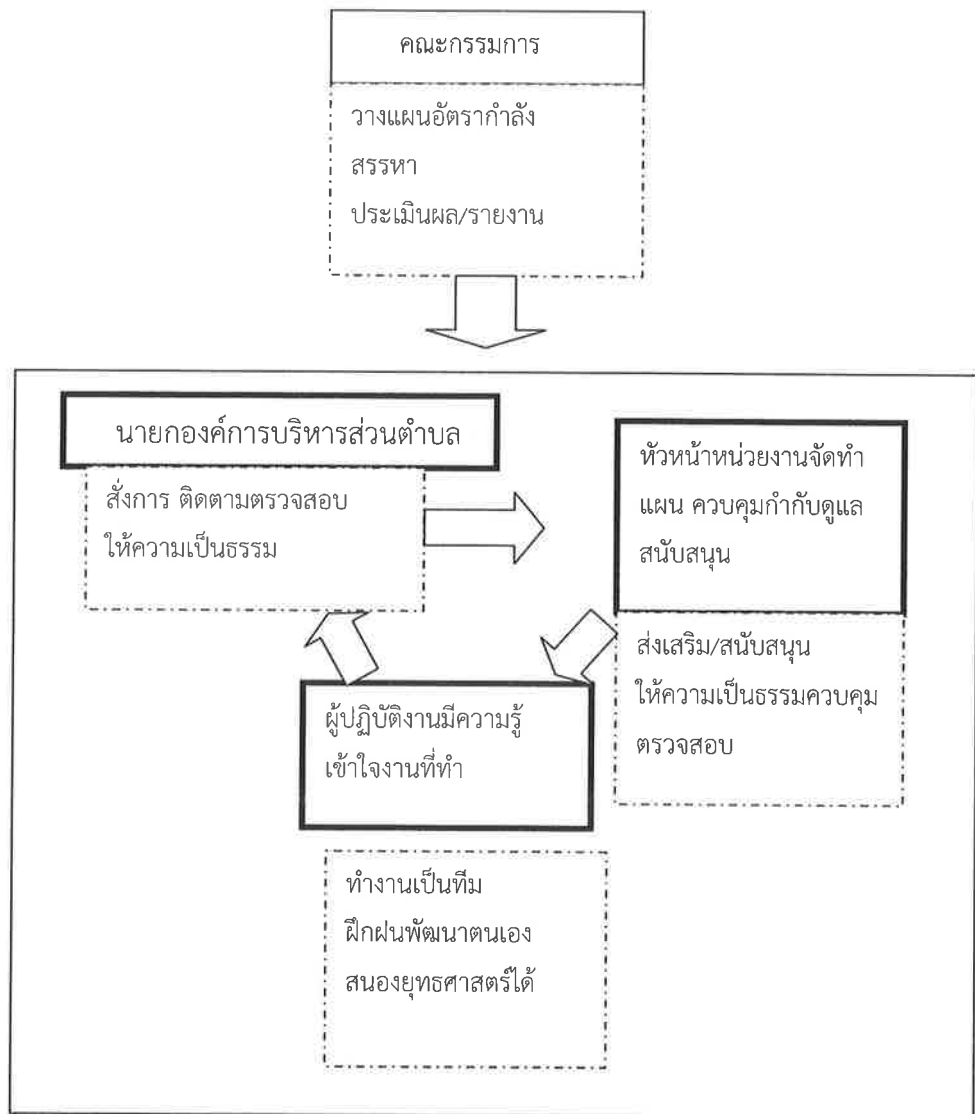 คณะกรรมการ
วางแผนอัตรากำลัง
สรรหา
ประเมินผล/รายงาน
นายกองค์การบริหารส่วนตำบล
สั่งการ ติดตามตรวจสอบ
ให้ความเป็นธรรม
หัวหน้าหน่วยงานจัดทำ
แผน ควบคุมกำกับดูแล
สนับสนุน
ส่งเสริม/สนับสนุน
ให้ความเป็นธรรมควบคุม
ตรวจสอบ
ผู้ปฏิบัติงานมีความรู้
เข้าใจงานที่ทำ
ทำงานเป็นทีม
ฝึกฝนพัฒนาตนเอง
สนองยุทธศาสตร์ได้